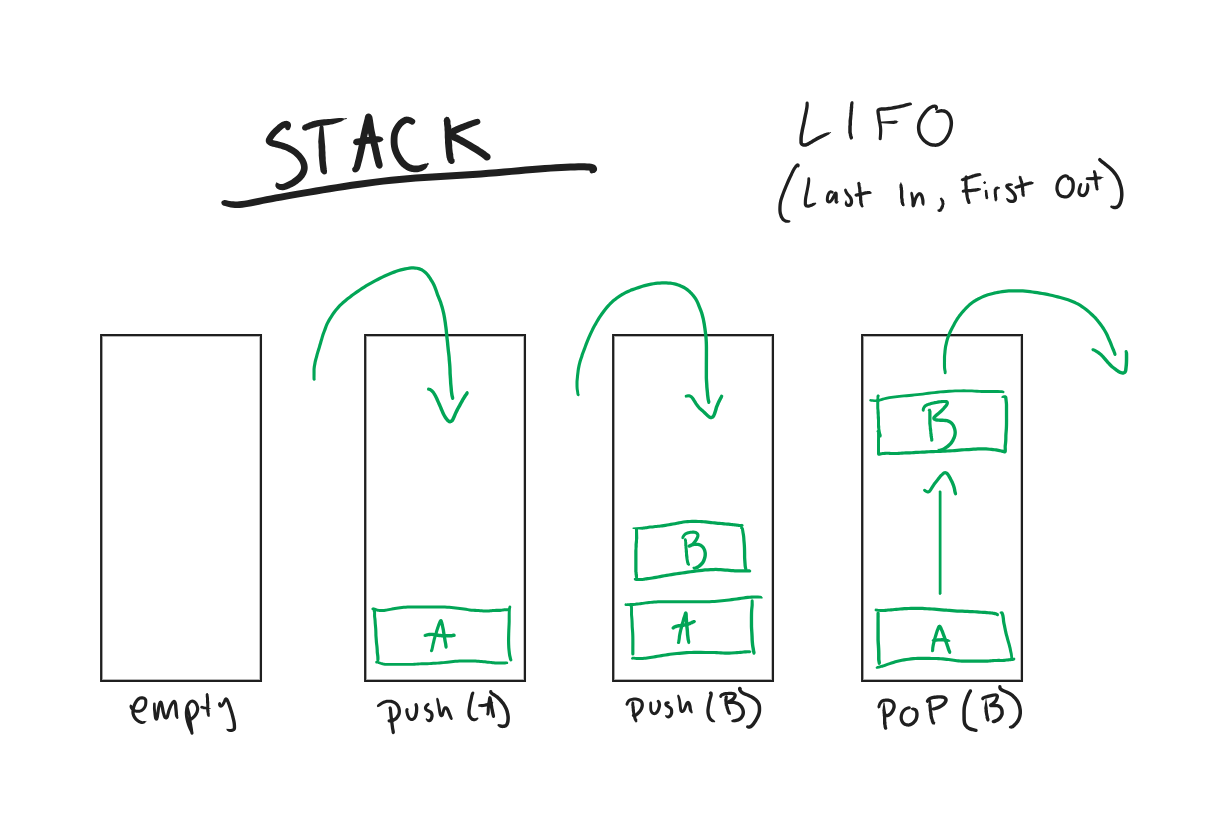 STACK
LIFO
(Last In, First Out)
A
B
A
B
A
empty
push(A)
push(B)
POP(B)